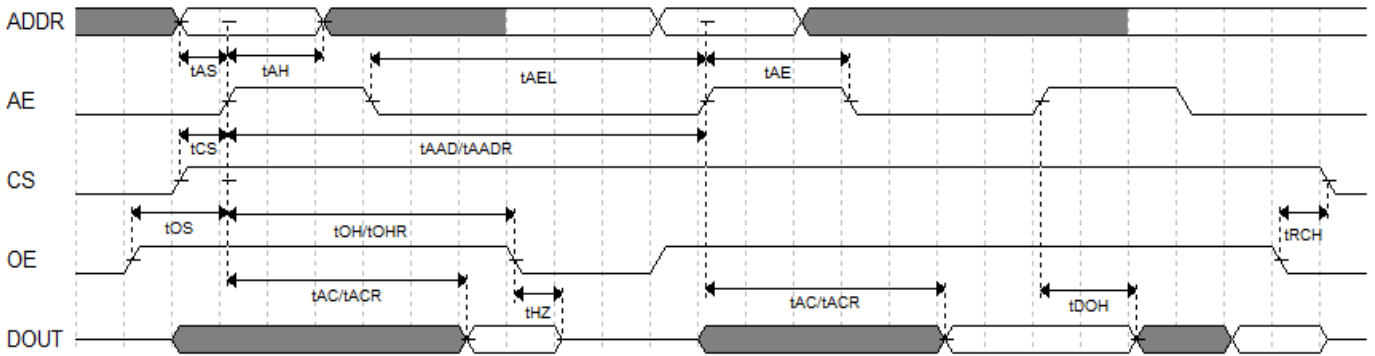 ADDR
tAS
tAH
tAEL
tAE
AE
tCS
tAAD/tAADR
CS
tOS
tOH/tOHR
tRCH
OE
tAC/tACR
tHZ
tAC/tACR
tDOH
DOUT